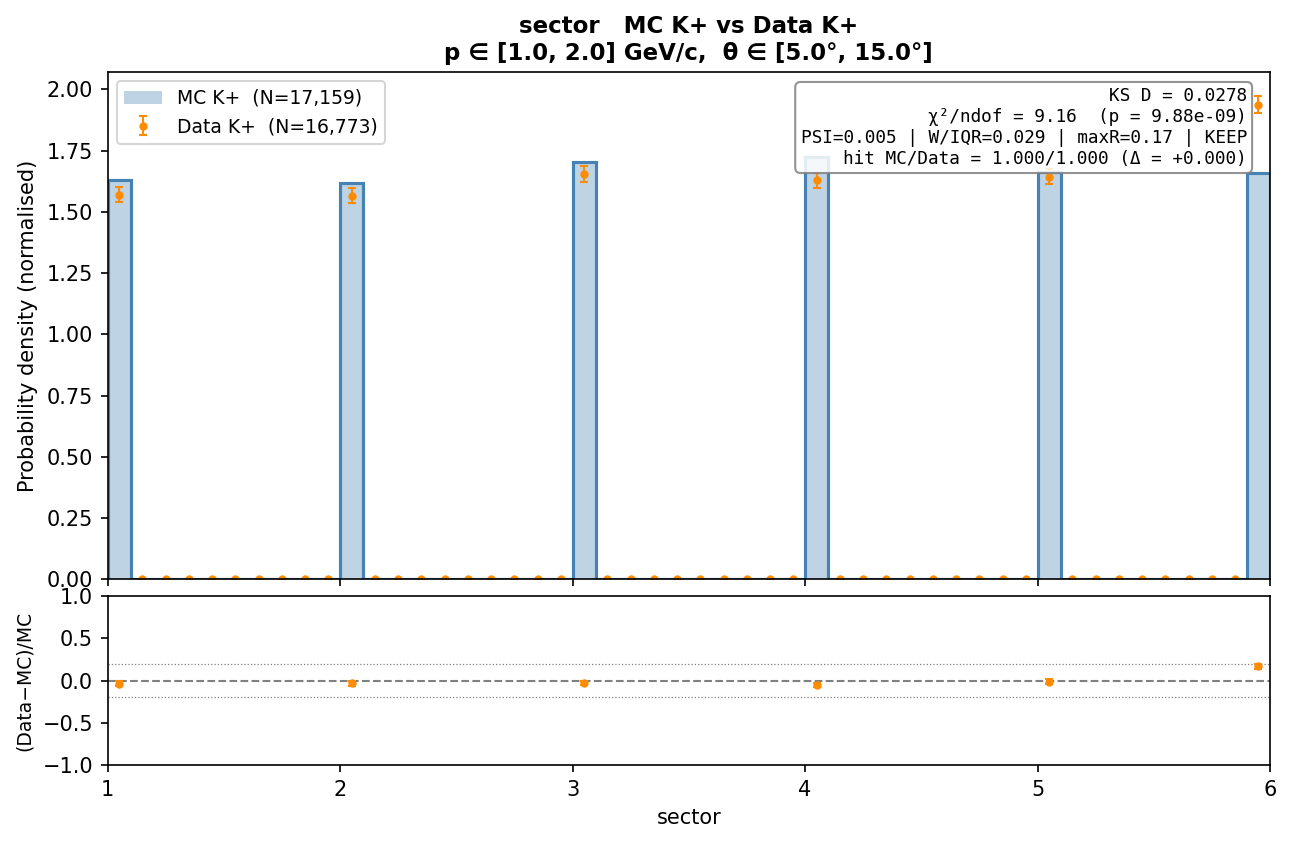 sector   MC K+ vs Data K+
p ∈ [1.0, 2.0] GeV/c,  θ ∈ [5.0°, 15.0°]
MC K+  (N=17,159)
Data K+  (N=16,773)
KS D = 0.0278
χ²/ndof = 9.16  (p = 9.88e-09)
PSI=0.005 | W/IQR=0.029 | maxR=0.17 | KEEP
hit MC/Data = 1.000/1.000 (Δ = +0.000)
Probability density (normalised)
2.00
1.75
1.50
1.25
1.00
0.75
0.50
0.25
0.00
(Data−MC)/MC
1.0
0.5
0.0
−0.5
−1.0
1 2 3 4 5 6
sector